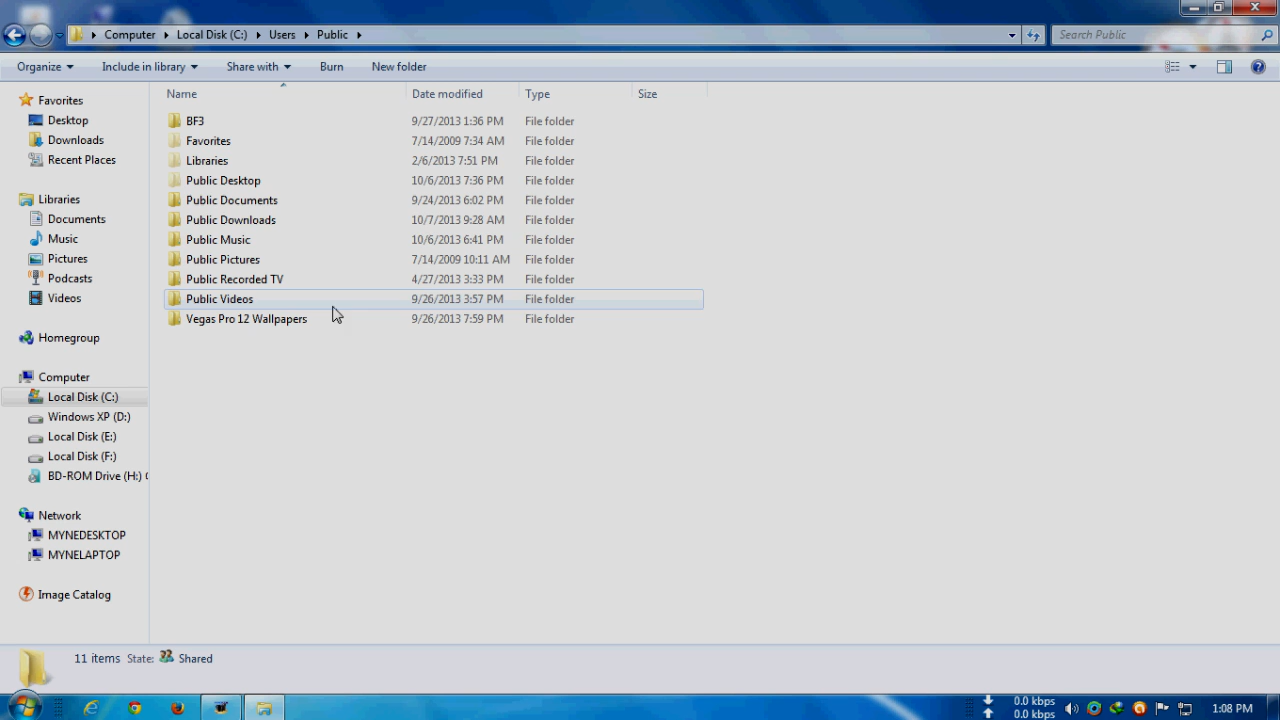 Computer Local Disk (C:) Users Public Search Public
Organize Include in library Share with Burn New folder
Name Date modified Type Size
Favorites
Desktop
Downloads
Recent Places
Libraries
Documents
Music
Pictures
Podcasts
Videos
Homegroup
Computer
Local Disk (C:)
Windows XP (D:)
Local Disk (E:)
Local Disk (F:)
BD-ROM Drive (H:)
Network
MYNEDESKTOP
MYNELAPTOP
Image Catalog
BF3 9/27/2013 1:36 PM File folder
Favorites 7/14/2009 7:34 AM File folder
Libraries 2/6/2013 7:51 PM File folder
Public Desktop 10/6/2013 7:36 PM File folder
Public Documents 9/24/2013 6:02 PM File folder
Public Downloads 10/7/2013 9:28 AM File folder
Public Music 10/6/2013 6:41 PM File folder
Public Pictures 7/14/2009 10:11 AM File folder
Public Recorded TV 4/27/2013 3:33 PM File folder
Public Videos 9/26/2013 3:57 PM File folder
Vegas Pro 12 Wallpapers 9/26/2013 7:59 PM File folder
11 items State: Shared
0.0 kbps
0.0 kbps
1:08 PM